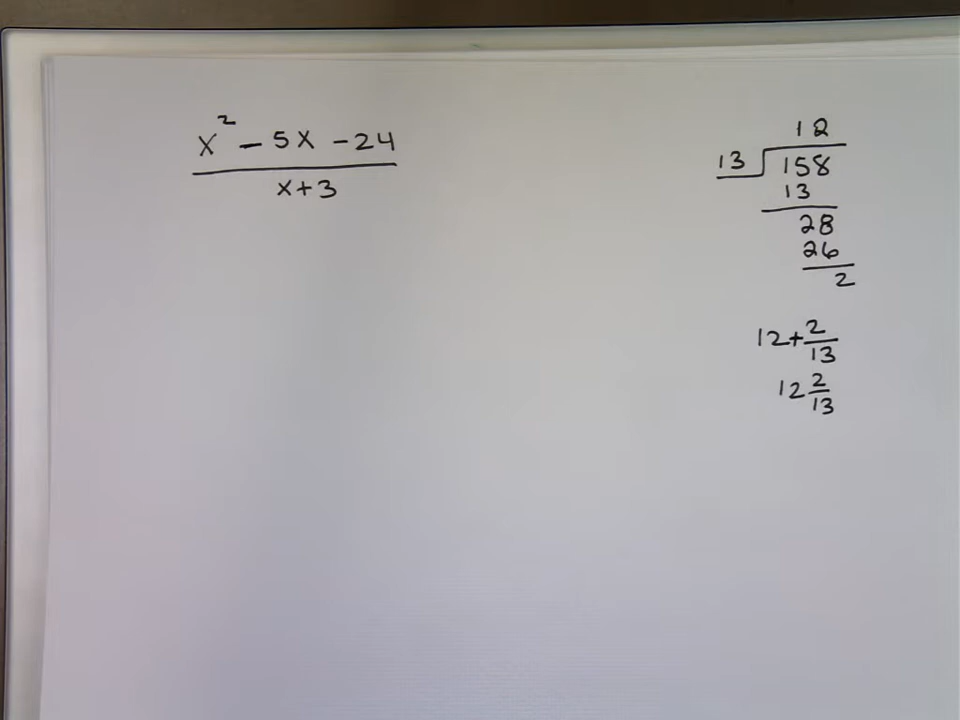 x² - 5x - 24
x + 3
12
13 158
13
28
26
2
12 + 2/13
12 2/13